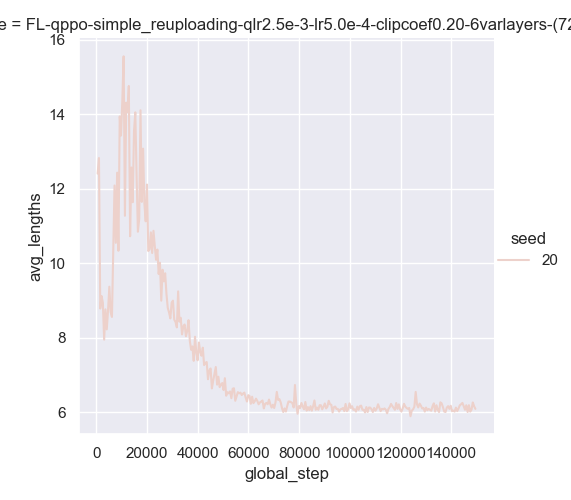 e = FL-qppo-simple_reuploading-qlr2.5e-3-lr5.0e-4-clipcoef0.20-6varlayers-(72
16
14
12
10
8
6
avg_lengths
0 20000 40000 60000 80000 100000 120000 140000
global_step
seed
20